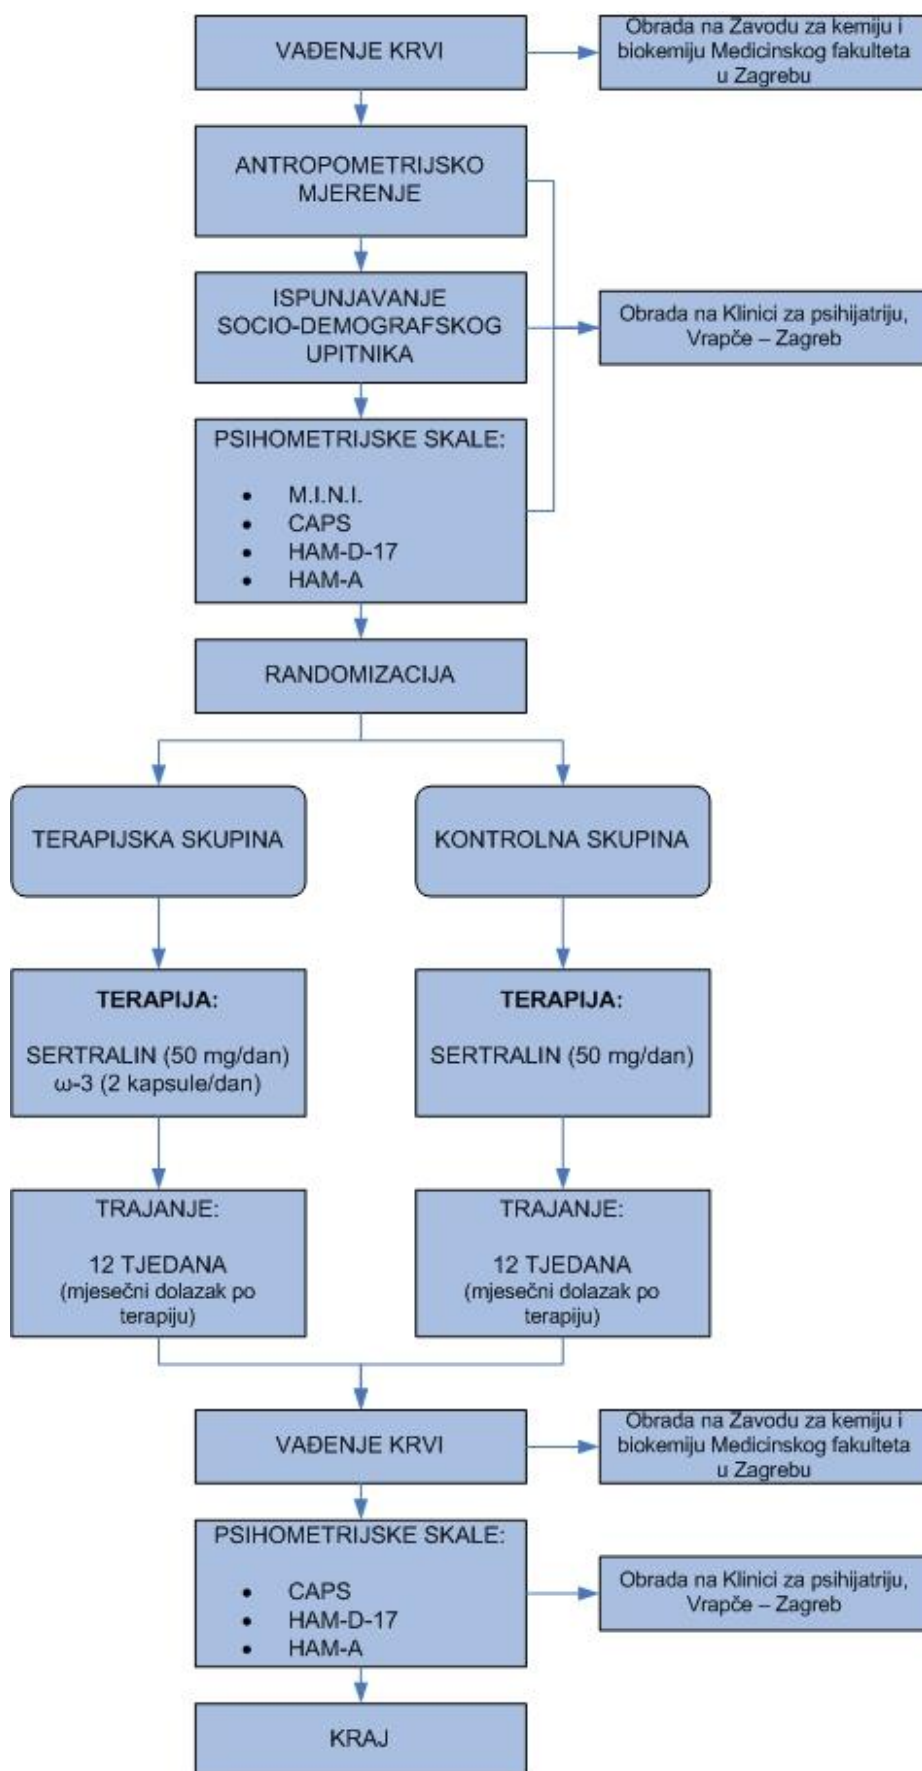 VAĐENJE KRVI
Obrada na Zavodu za kemiju i
biokemiju Medicinskog fakulteta
u Zagrebu
ANTROPOMETRIJSKO
MJERENJE
ISPUNJAVANJE
SOCIO-DEMOGRAFSKOG
UPITNIKA
Obrada na Klinici za psihijatriju,
Vrapče – Zagreb
PSIHOMETRIJSKE SKALE:
• M.I.N.I.
• CAPS
• HAM-D-17
• HAM-A
RANDOMIZACIJA
TERAPIJSKA SKUPINA
KONTROLNA SKUPINA
TERAPIJA:
SERTRALIN (50 mg/dan)
ω-3 (2 kapsule/dan)
TERAPIJA:
SERTRALIN (50 mg/dan)
TRAJANJE:
12 TJEDANA
(mjesečni dolazak po
terapiju)
TRAJANJE:
12 TJEDANA
(mjesečni dolazak po
terapiju)
VAĐENJE KRVI
Obrada na Zavodu za kemiju i
biokemiju Medicinskog fakulteta
u Zagrebu
PSIHOMETRIJSKE SKALE:
• CAPS
• HAM-D-17
• HAM-A
Obrada na Klinici za psihijatriju,
Vrapče – Zagreb
KRAJ